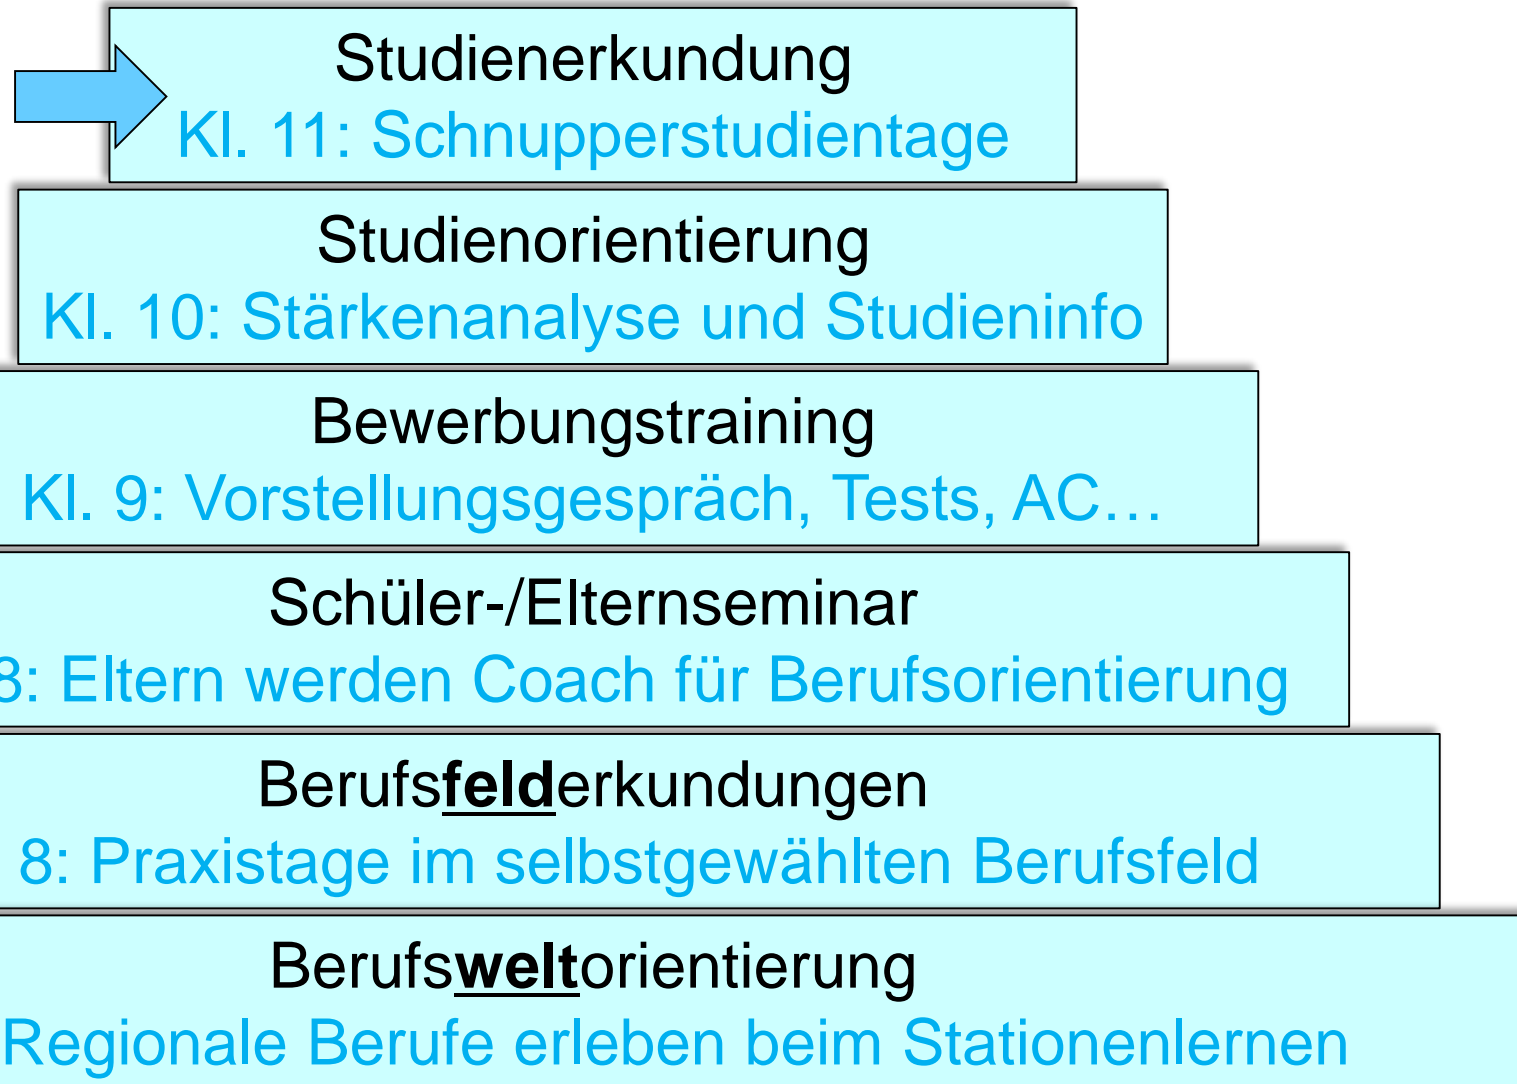 Studienerkundung
Kl. 11: Schnupperstudientage
Studienorientierung
Kl. 10: Stärkenanalyse und Studieninfo
Bewerbungstraining
Kl. 9: Vorstellungsgespräch, Tests, AC…
Schüler-/Elternseminar
8: Eltern werden Coach für Berufsorientierung
Berufsfelderkundungen
8: Praxistage im selbstgewählten Berufsfeld
Berufsweltorientierung
Regionale Berufe erleben beim Stationenlernen